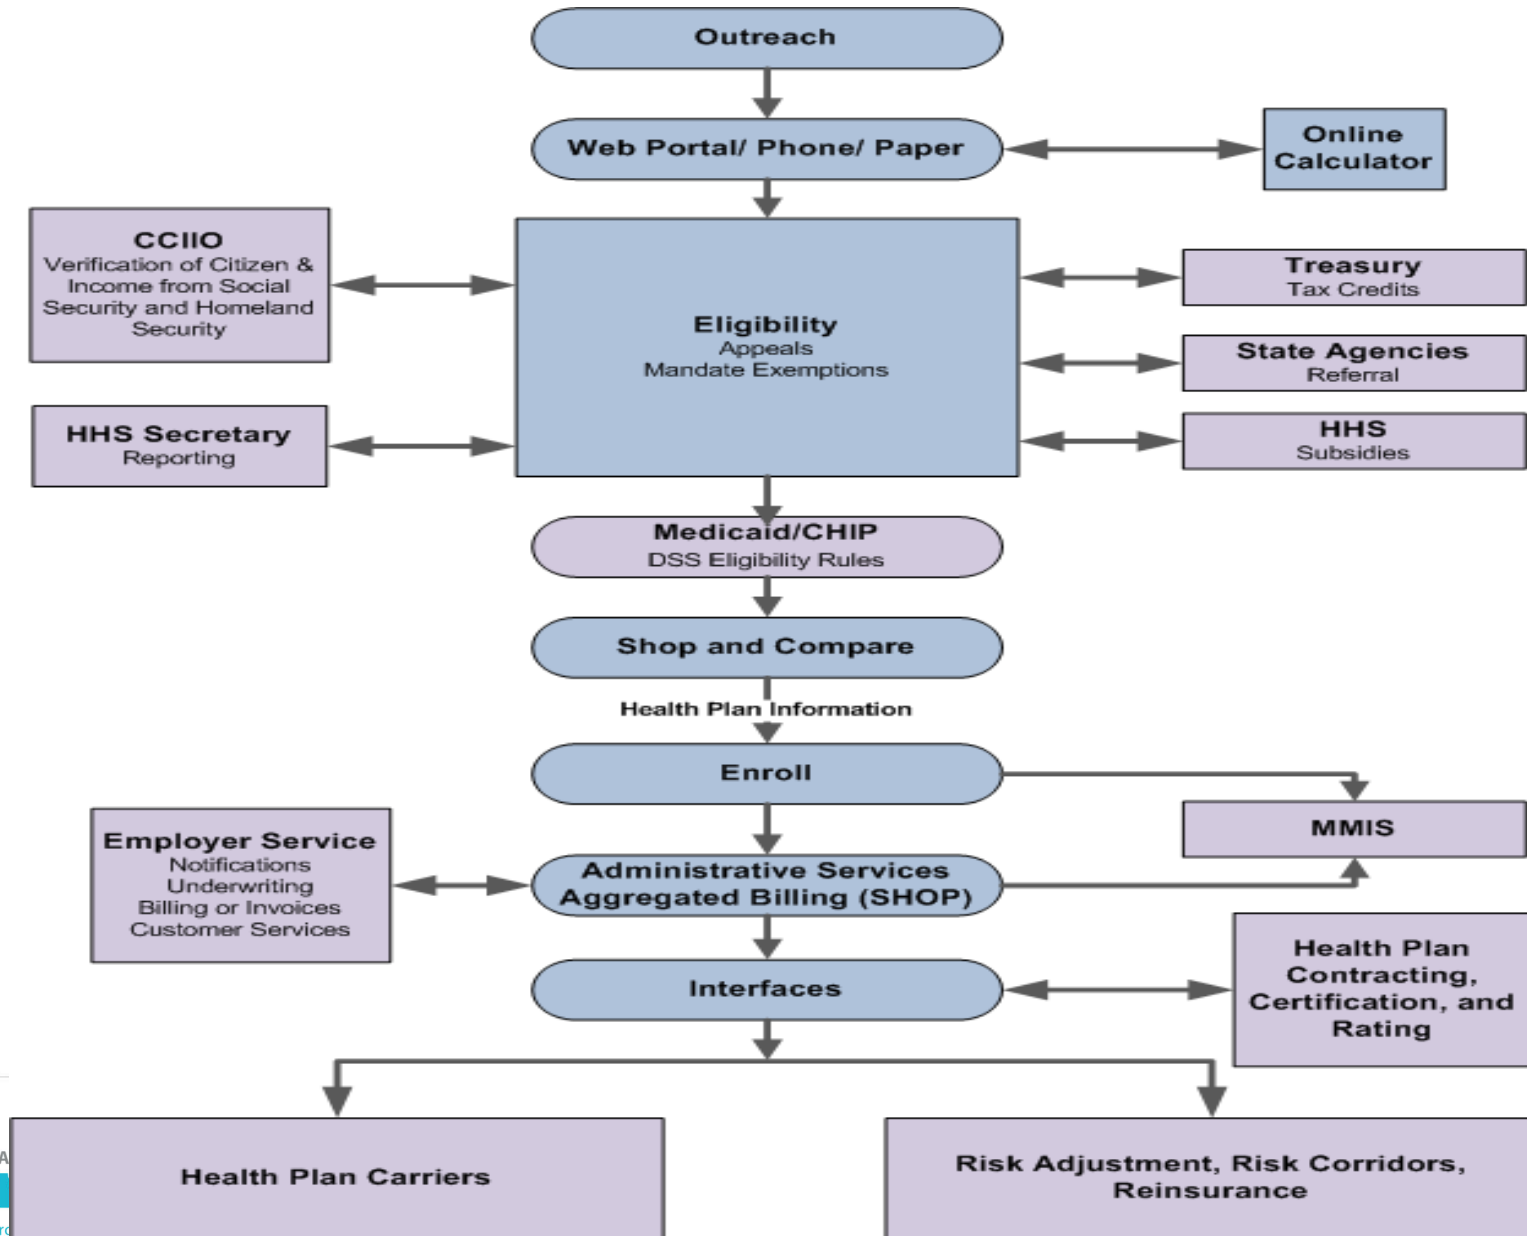 Outreach
Web Portal/ Phone/ Paper
Online
Calculator
CCIIO
Verification of Citizen &
Income from Social
Security and Homeland
Security
Treasury
Tax Credits
Eligibility
Appeals
Mandate Exemptions
State Agencies
Referral
HHS Secretary
Reporting
HHS
Subsidies
Medicaid/CHIP
DSS Eligibility Rules
Shop and Compare
Health Plan Information
Enroll
MMIS
Employer Service
Notifications
Underwriting
Billing or Invoices
Customer Services
Administrative Services
Aggregated Billing (SHOP)
Health Plan
Contracting,
Certification, and
Rating
Interfaces
Health Plan Carriers
Risk Adjustment, Risk Corridors,
Reinsurance